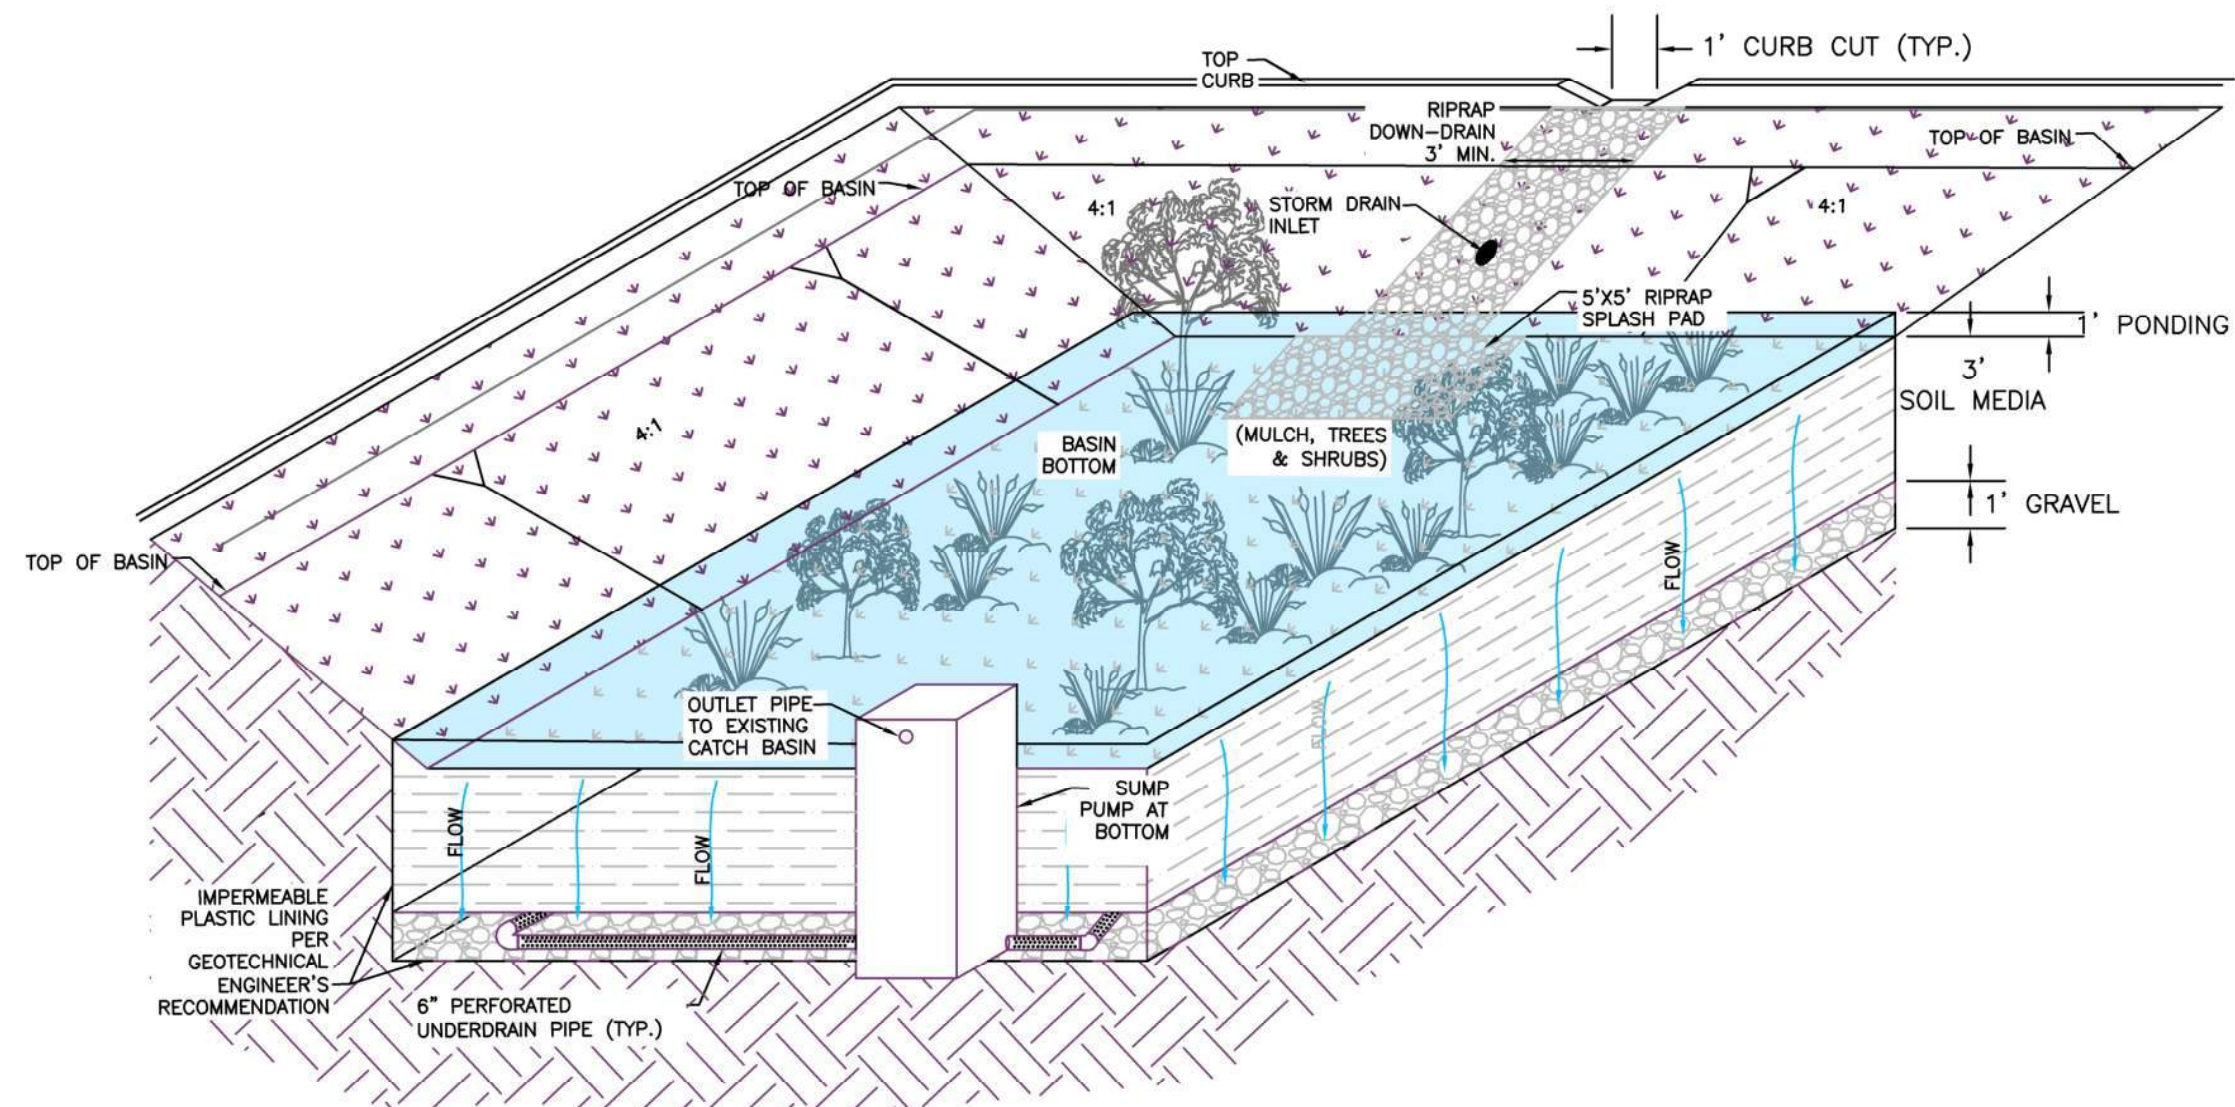 TOP
CURB
1' CURB CUT (TYP.)
RIPRAP
DOWN-DRAIN
3' MIN.
TOP OF BASIN
TOP OF BASIN
4:1
STORM DRAIN
INLET
4:1
5'X5' RIPRAP
SPLASH PAD
1' PONDING
3'
SOIL MEDIA
4:1
BASIN
BOTTOM
(MULCH, TREES
& SHRUBS)
1' GRAVEL
TOP OF BASIN
FLOW
FLOW
OUTLET PIPE
TO EXISTING
CATCH BASIN
SUMP
PUMP AT
BOTTOM
FLOW
FLOW
IMPERMEABLE
PLASTIC LINING
PER
GEOTECHNICAL
ENGINEER'S
RECOMMENDATION
6" PERFORATED
UNDERDRAIN PIPE (TYP.)